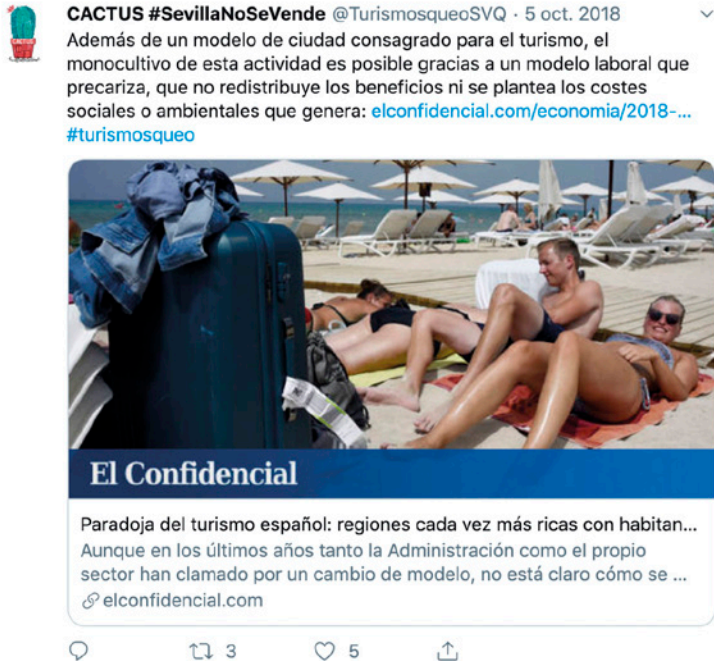 CACTUS #SevillaNoSeVende @TurismosqueoSVQ · 5 oct. 2018
Además de un modelo de ciudad consagrado para el turismo, el
monocultivo de esta actividad es posible gracias a un modelo laboral que
precariza, que no redistribuye los beneficios ni se plantea los costes
sociales o ambientales que genera: elconfidencial.com/economia/2018-...
#turismosqueo
El Confidencial
Paradoja del turismo español: regiones cada vez más ricas con habitan...
Aunque en los últimos años tanto la Administración como el propio
sector han clamado por un cambio de modelo, no está claro cómo se ...
elconfidencial.com
3 5